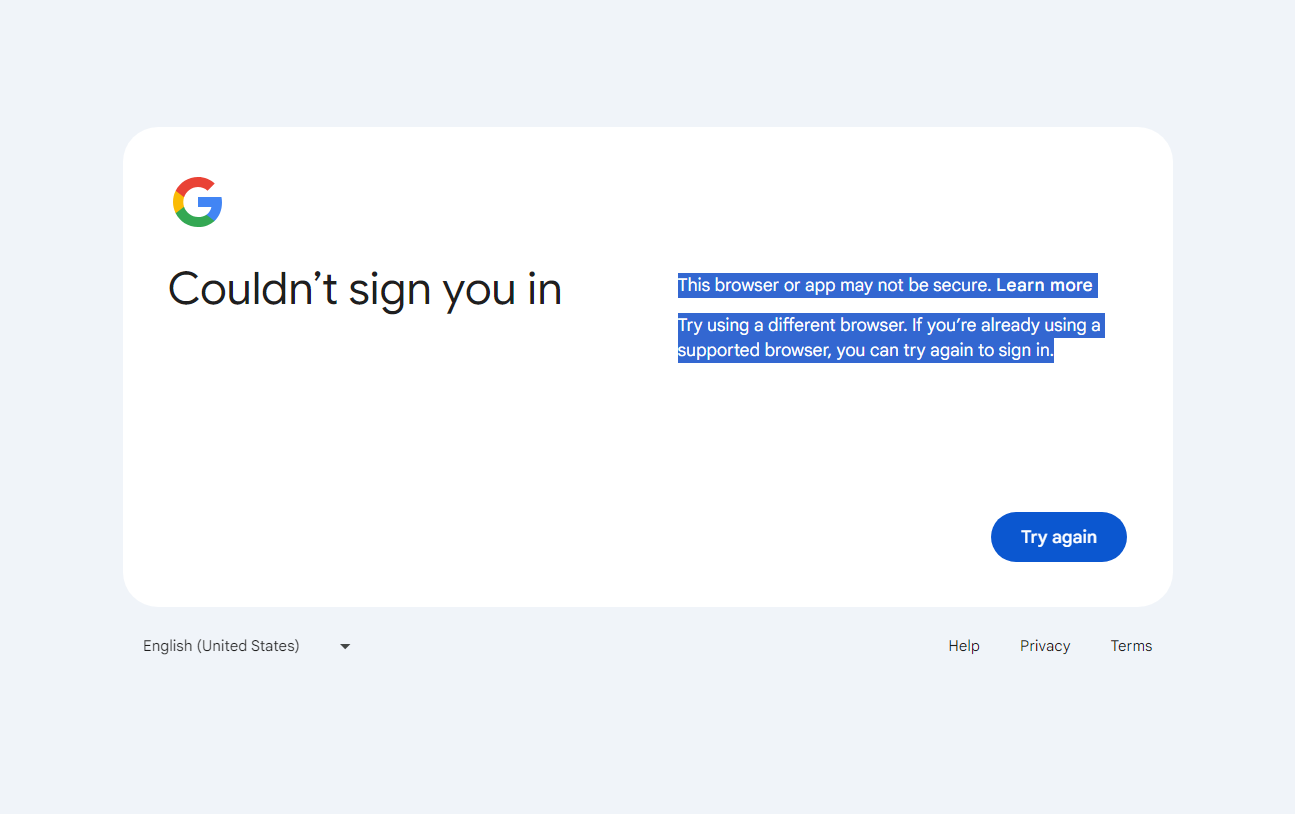 Couldn’t sign you in
This browser or app may not be secure. Learn more
Try using a different browser. If you’re already using a
supported browser, you can try again to sign in.
Try again
English (United States)
Help Privacy Terms